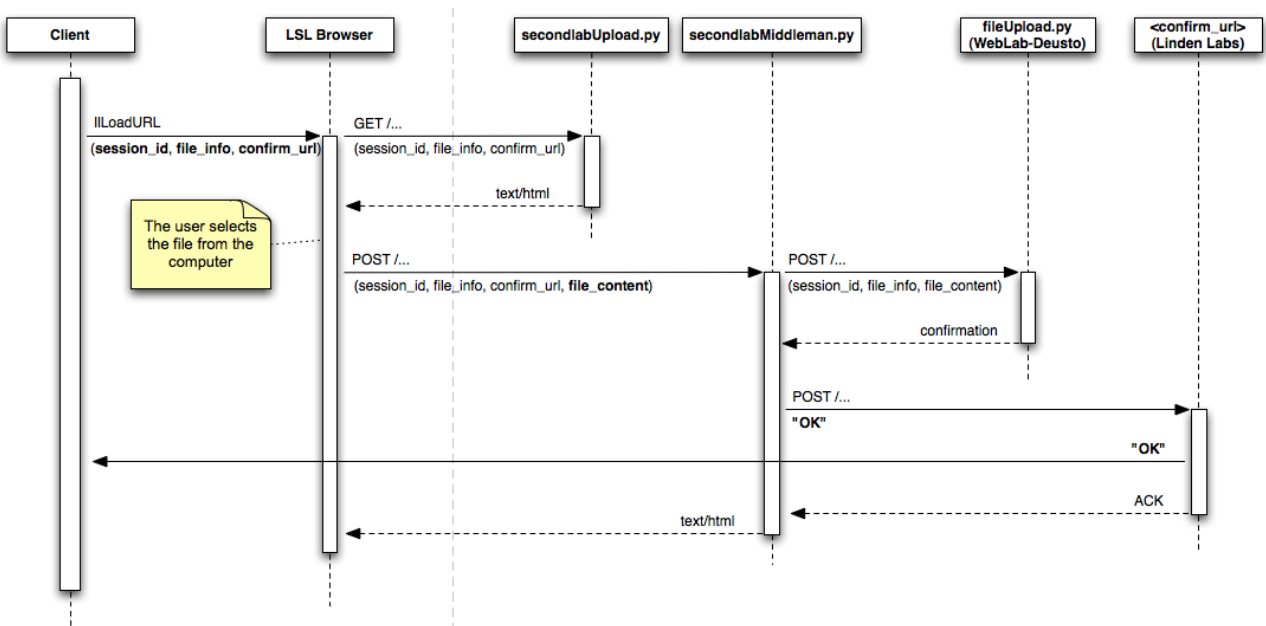 Client
LSL Browser
secondlabUpload.py
secondlabMiddleman.py
fileUpload.py
(WebLab-Deusto)
<confirm_url>
(Linden Labs)
llLoadURL
(session_id, file_info, confirm_url)
GET /...
(session_id, file_info, confirm_url)
text/html
The user selects
the file from the
computer
POST /...
(session_id, file_info, confirm_url, file_content)
POST /...
(session_id, file_info, file_content)
confirmation
POST /...
"OK"
"OK"
ACK
text/html